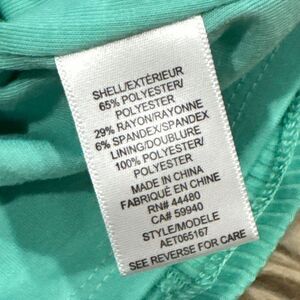 SHELL/EXTÉRIEUR
65% POLYESTER/
POLYESTER
29% RAYON/RAYONNE
6% SPANDEX/SPANDEX
LINING/DOUBLURE
100% POLYESTER/
POLYESTER
MADE IN CHINA
FABRIQUÉ EN CHINE
RN# 44480
CA# 59940
STYLE/MODÈLE
AET065167
SEE REVERSE FOR CARE